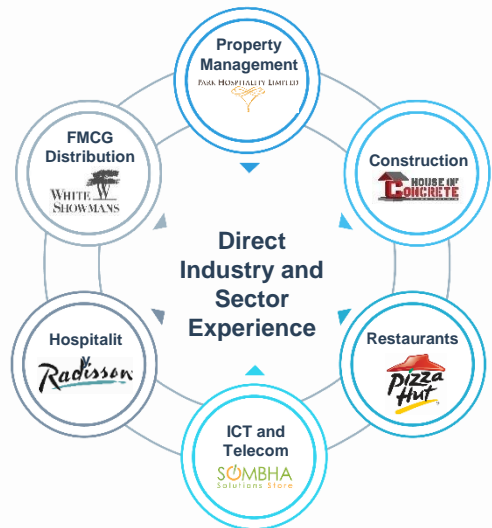 Property
Management
PARK HOSPITALITY LIMITED
FMCG
Distribution
WHITE W
SHOWMANS
Construction
HOUSE IN
CONCRETE
Direct
Industry and
Sector
Experience
Hospitalit
Radisson
Restaurants
Pizza
Hut
ICT and
Telecom
SOMBHA
Solutions Store